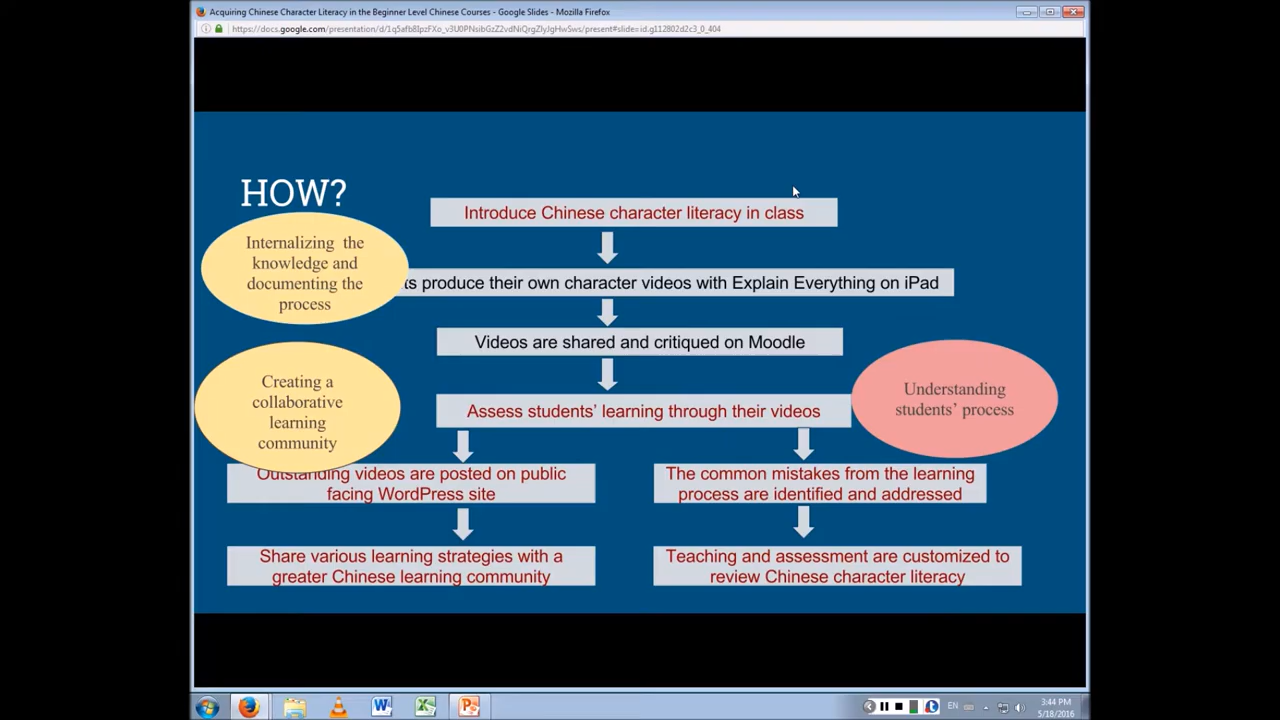 Acquiring Chinese Character Literacy in the Beginner Level Chinese Courses - Google Slides - Mozilla Firefox
HOW?
Introduce Chinese character literacy in class
Internalizing the
knowledge and
documenting the
process
produce their own character videos with Explain Everything on iPad
Videos are shared and critiqued on Moodle
Creating a
collaborative
learning
community
Assess students' learning through their videos
Understanding
students' process
Outstanding videos are posted on public
facing WordPress site
The common mistakes from the learning
process are identified and addressed
Share various learning strategies with a
greater Chinese learning community
Teaching and assessment are customized to
review Chinese character literacy
EN
3:44 PM
5/18/2016